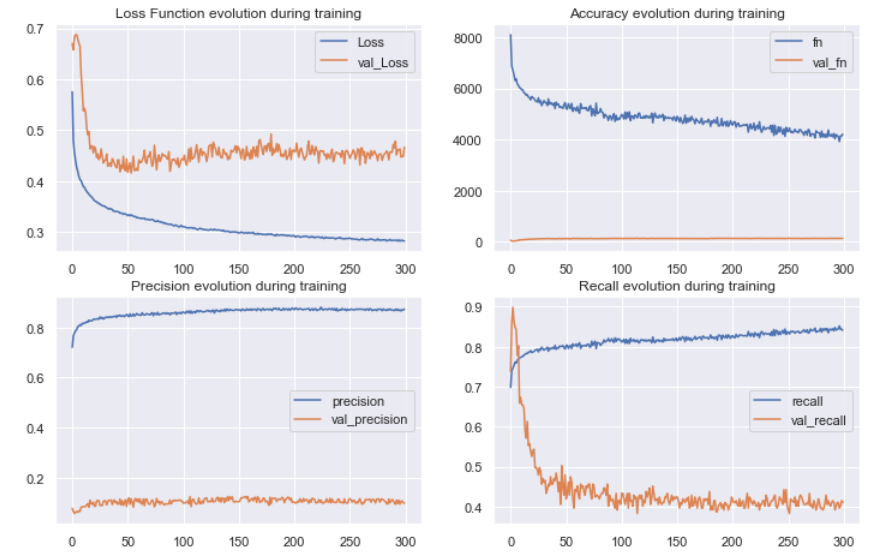 Loss Function evolution during training
0.7
0.6
0.5
0.4
0.3
Loss
val_Loss
0 50 100 150 200 250 300
Accuracy evolution during training
8000
6000
4000
2000
0
fn
val_fn
0 50 100 150 200 250 300
Precision evolution during training
0.8
0.6
0.4
0.2
precision
val_precision
0 50 100 150 200 250 300
Recall evolution during training
0.9
0.8
0.7
0.6
0.5
0.4
recall
val_recall
0 50 100 150 200 250 300